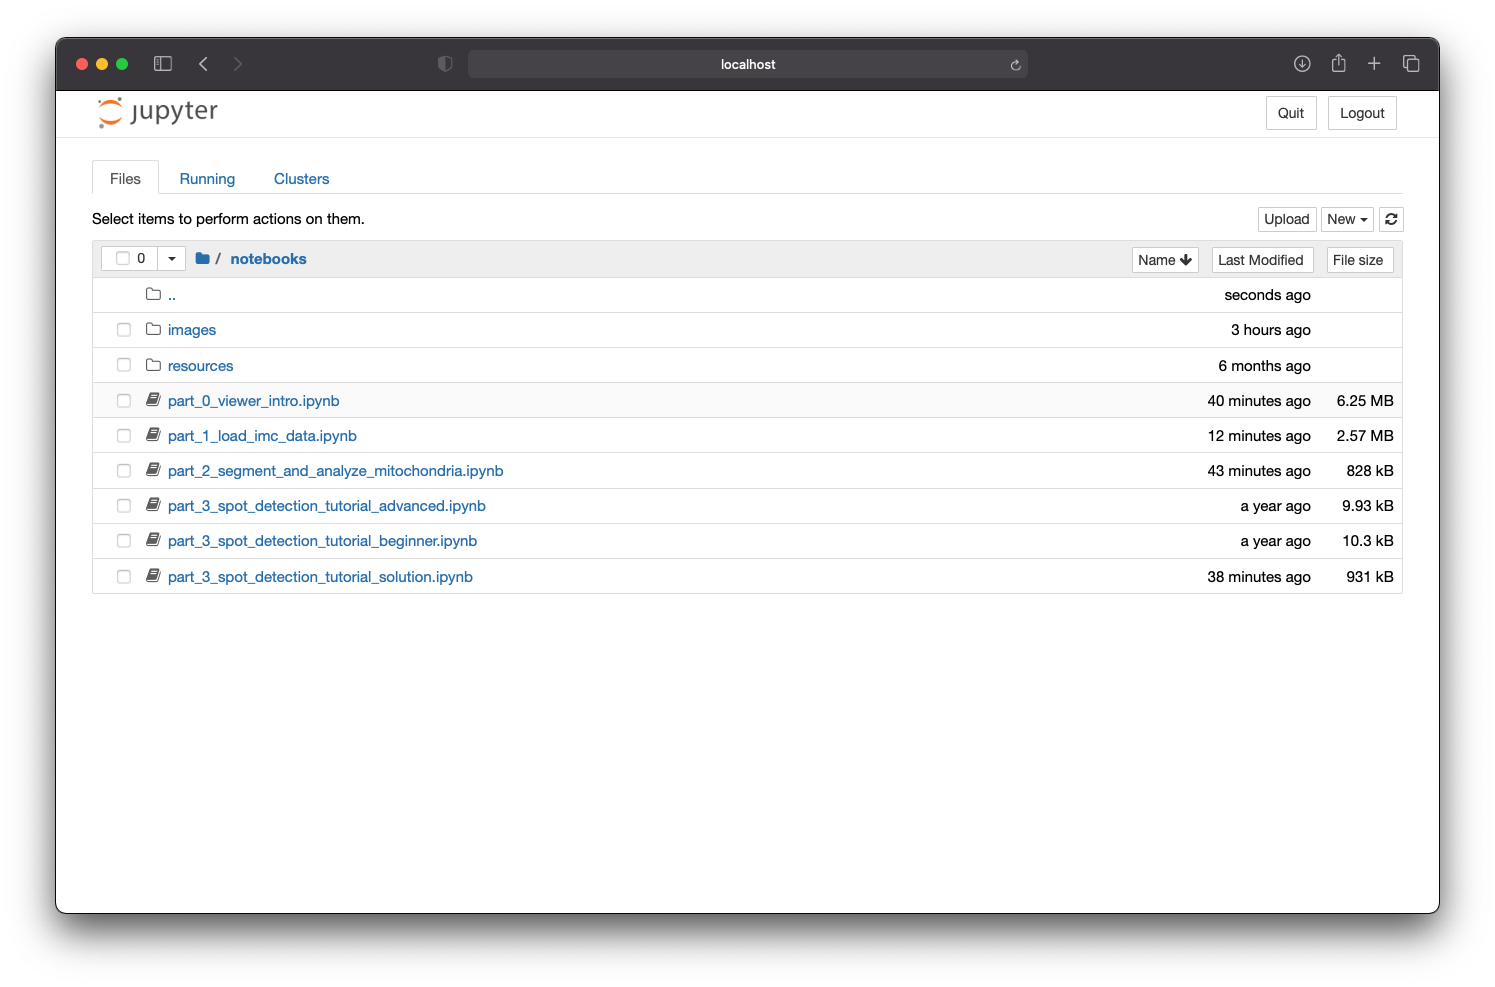 localhost
jupyter
Quit Logout
Files Running Clusters
Select items to perform actions on them.
Upload New
0 / notebooks Name Last Modified File size
.. seconds ago
images 3 hours ago
resources 6 months ago
part_0_viewer_intro.ipynb 40 minutes ago 6.25 MB
part_1_load_imc_data.ipynb 12 minutes ago 2.57 MB
part_2_segment_and_analyze_mitochondria.ipynb 43 minutes ago 828 kB
part_3_spot_detection_tutorial_advanced.ipynb a year ago 9.93 kB
part_3_spot_detection_tutorial_beginner.ipynb a year ago 10.3 kB
part_3_spot_detection_tutorial_solution.ipynb 38 minutes ago 931 kB